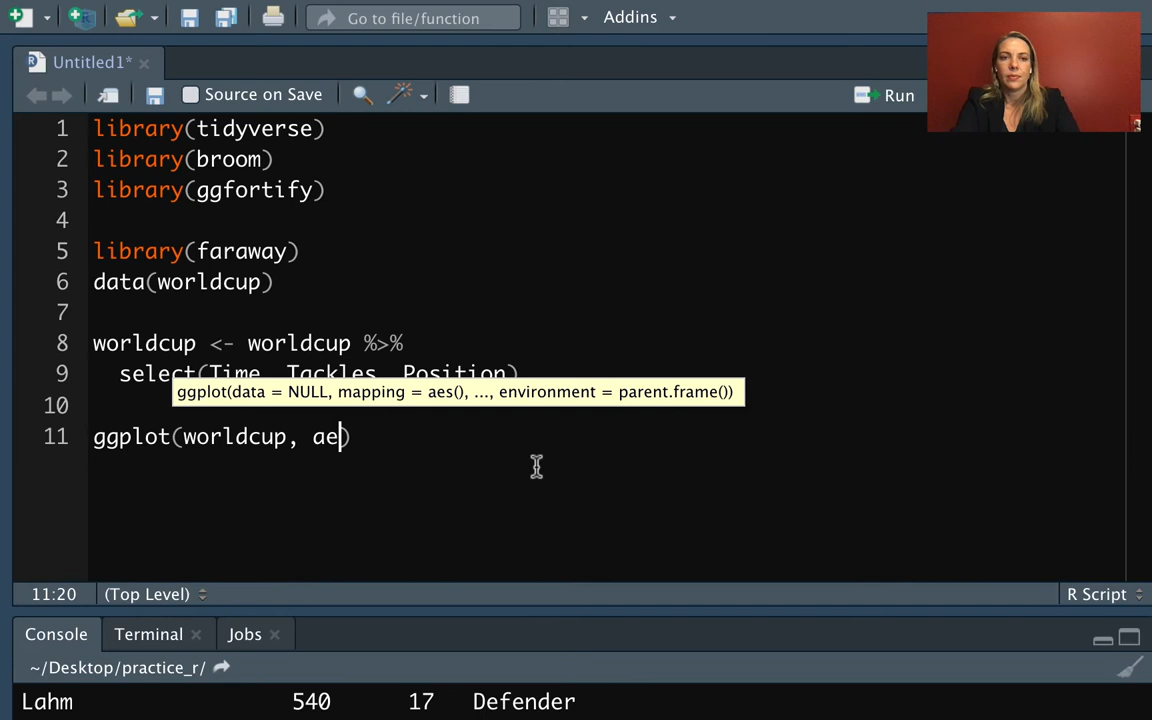 Go to file/function
Addins
Untitled1*
Source on Save
Run
1 library(tidyverse)
2 library(broom)
3 library(ggfortify)
4
5 library(faraway)
6 data(worldcup)
7
8 worldcup <- worldcup %>%
9 select(Time, Tackles, Position)
ggplot(data = NULL, mapping = aes(), ..., environment = parent.frame())
10
11 ggplot(worldcup, ae)
11:20 (Top Level) R Script
Console Terminal Jobs
~/Desktop/practice_r/
Lahm 540 17 Defender